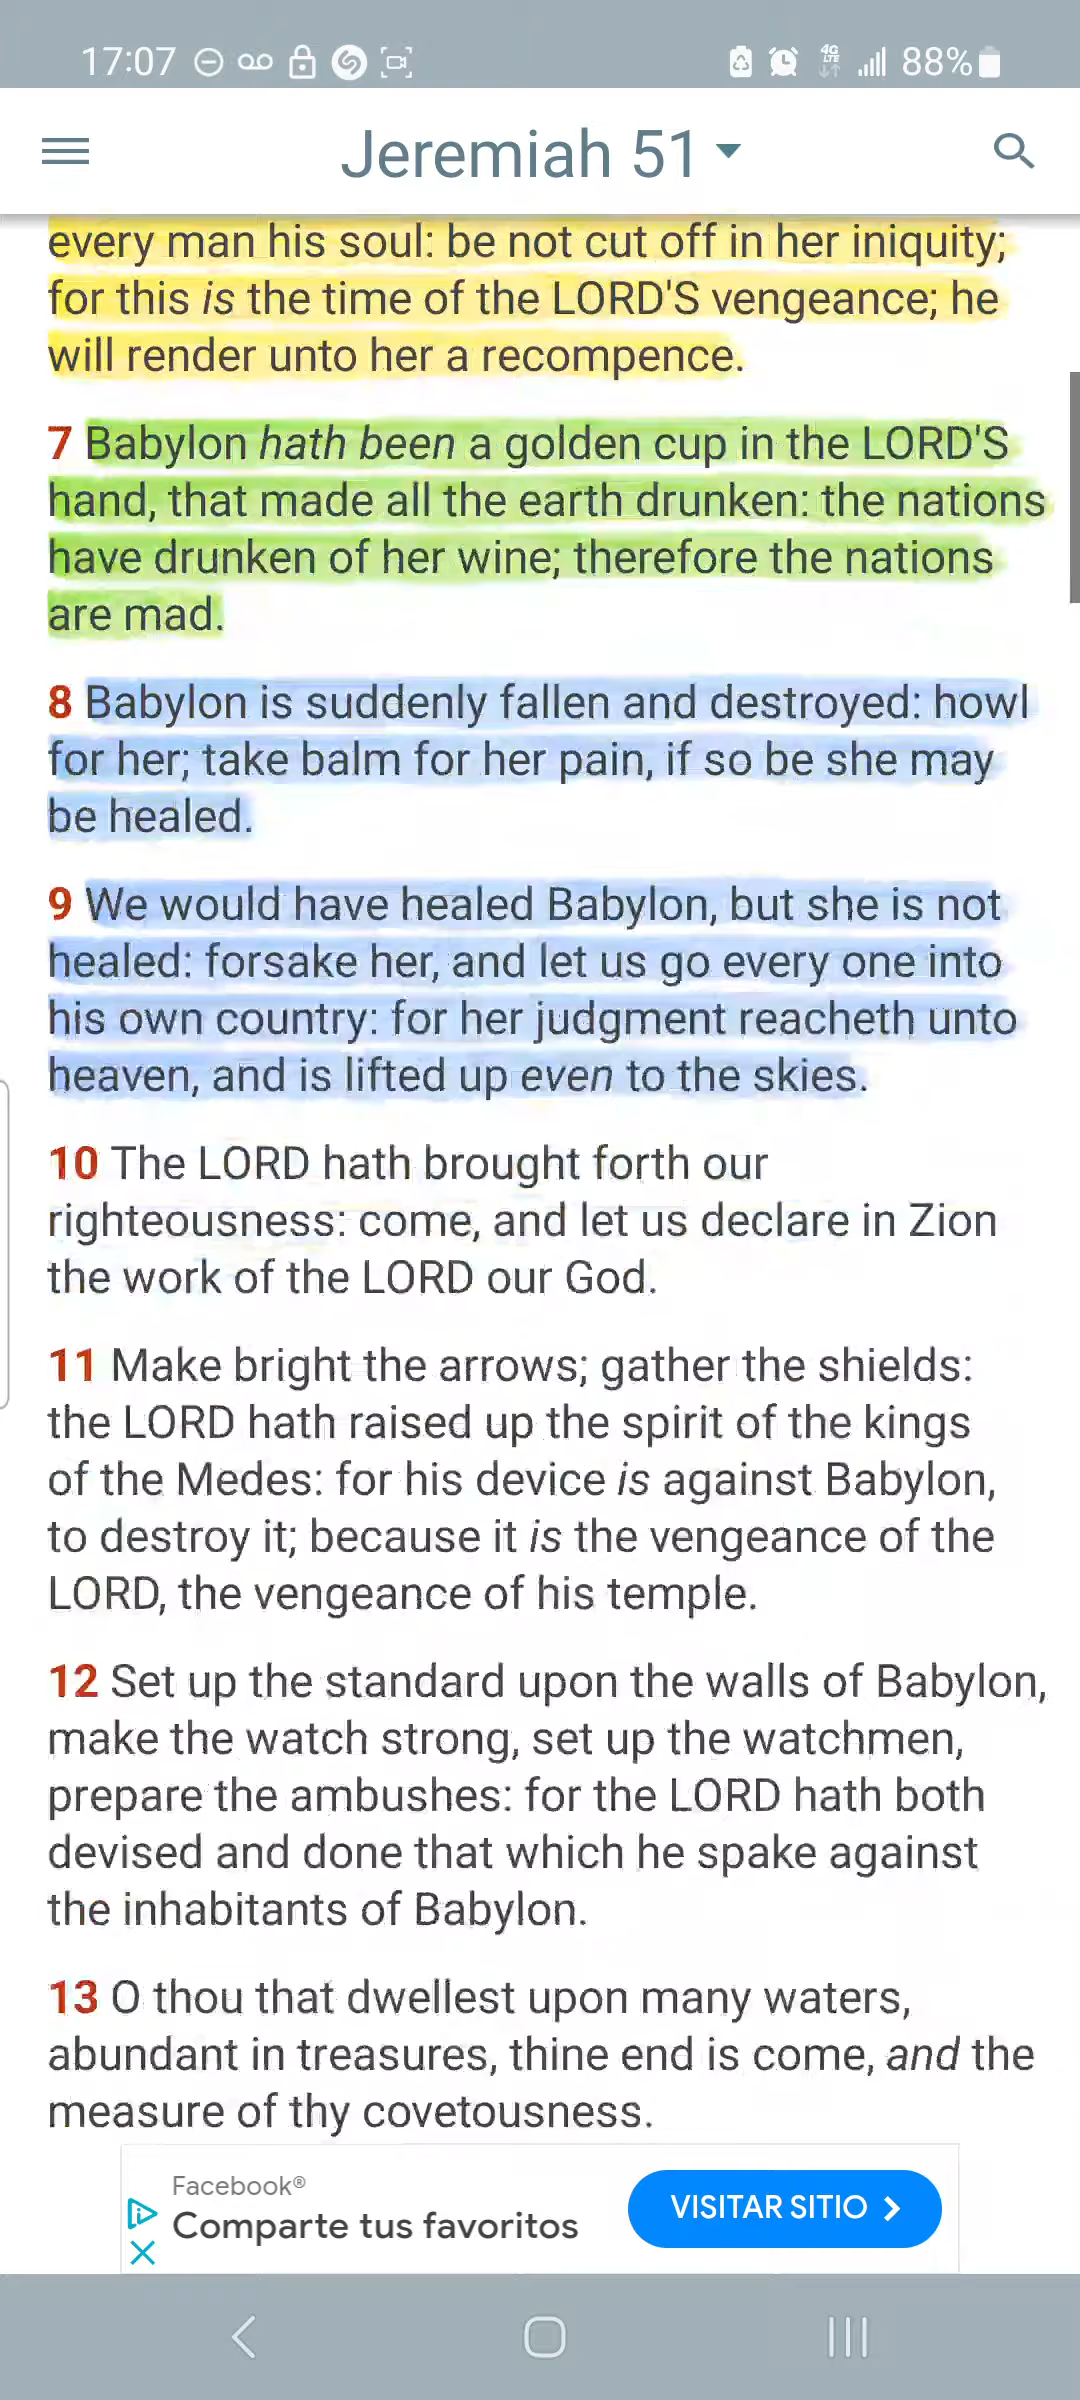 17:07
4G
LTE
88%
Jeremiah 51
every man his soul: be not cut off in her iniquity;
for this is the time of the LORD'S vengeance; he
will render unto her a recompence.
7 Babylon hath been a golden cup in the LORD'S
hand, that made all the earth drunken: the nations
have drunken of her wine; therefore the nations
are mad.
8 Babylon is suddenly fallen and destroyed: howl
for her; take balm for her pain, if so be she may
be healed.
9 We would have healed Babylon, but she is not
healed: forsake her, and let us go every one into
his own country: for her judgment reacheth unto
heaven, and is lifted up even to the skies.
10 The LORD hath brought forth our
righteousness: come, and let us declare in Zion
the work of the LORD our God.
11 Make bright the arrows; gather the shields:
the LORD hath raised up the spirit of the kings
of the Medes: for his device is against Babylon,
to destroy it; because it is the vengeance of the
LORD, the vengeance of his temple.
12 Set up the standard upon the walls of Babylon,
make the watch strong, set up the watchmen,
prepare the ambushes: for the LORD hath both
devised and done that which he spake against
the inhabitants of Babylon.
13 O thou that dwellest upon many waters,
abundant in treasures, thine end is come, and the
measure of thy covetousness.
Facebook®
Comparte tus favoritos
VISITAR SITIO